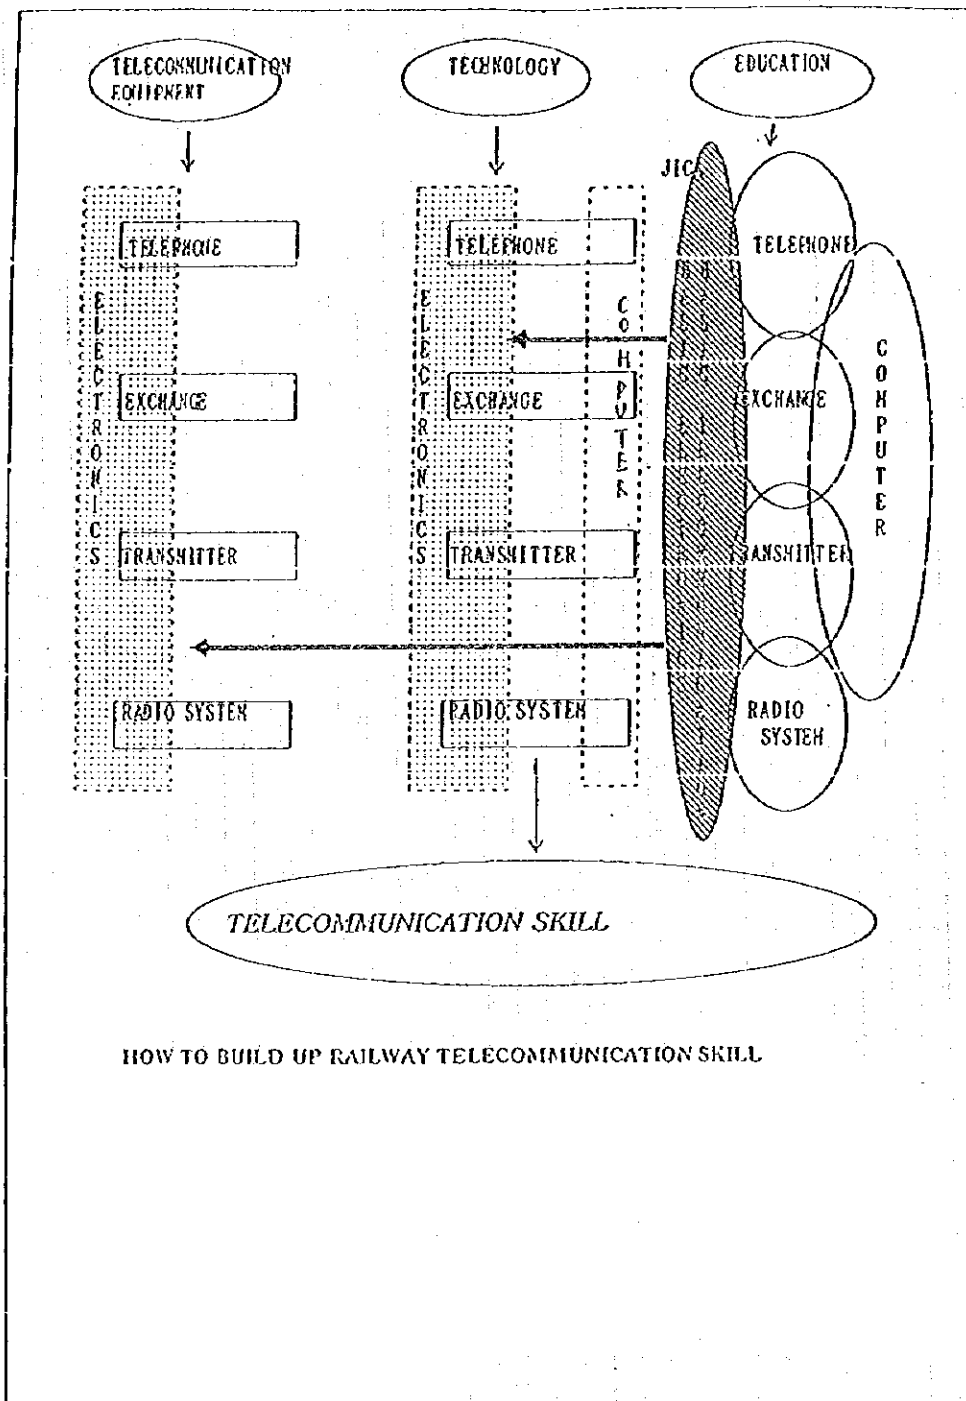 TELECOMMUNICATION
EQUIPMENT
TECHNOLOGY
EDUCATION
TELEPHONE
EXCHANGE
TRANSMITTER
RADIO SYSTEM
ELECTRONICS
TELEPHONE
EXCHANGE
TRANSMITTER
RADIO SYSTEM
ELECTRONICS
COMPUTER
JIC
TELEPHONE
EXCHANGE
TRANSMITTER
RADIO
SYSTEM
COMPUTER
TELECOMMUNICATION SKILL
HOW TO BUILD UP RAILWAY TELECOMMUNICATION SKILL